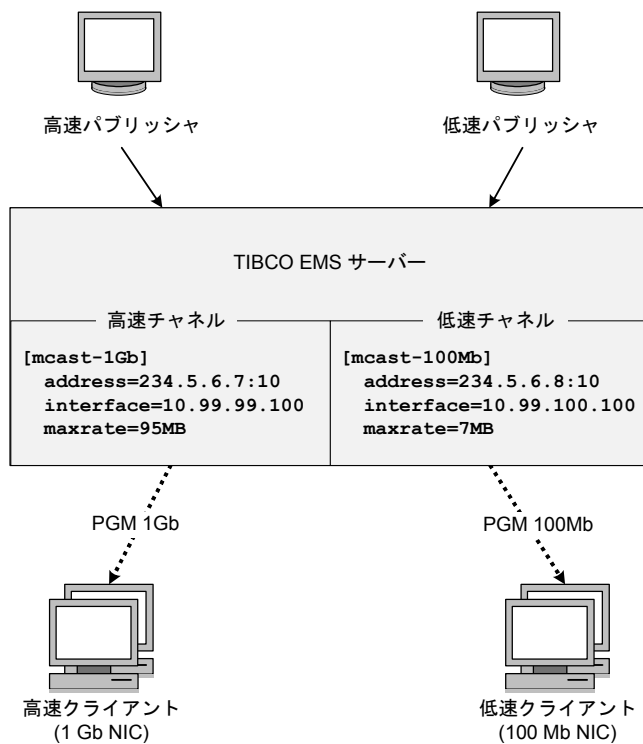 高速パブリッシャ
低速パブリッシャ
TIBCO EMS サーバー
高速チャネル
[mcast-1Gb]
address=234.5.6.7:10
interface=10.99.99.100
maxrate=95MB
低速チャネル
[mcast-100Mb]
address=234.5.6.8:10
interface=10.99.100.100
maxrate=7MB
PGM 1Gb
PGM 100Mb
高速クライアント
(1 Gb NIC)
低速クライアント
(100 Mb NIC)